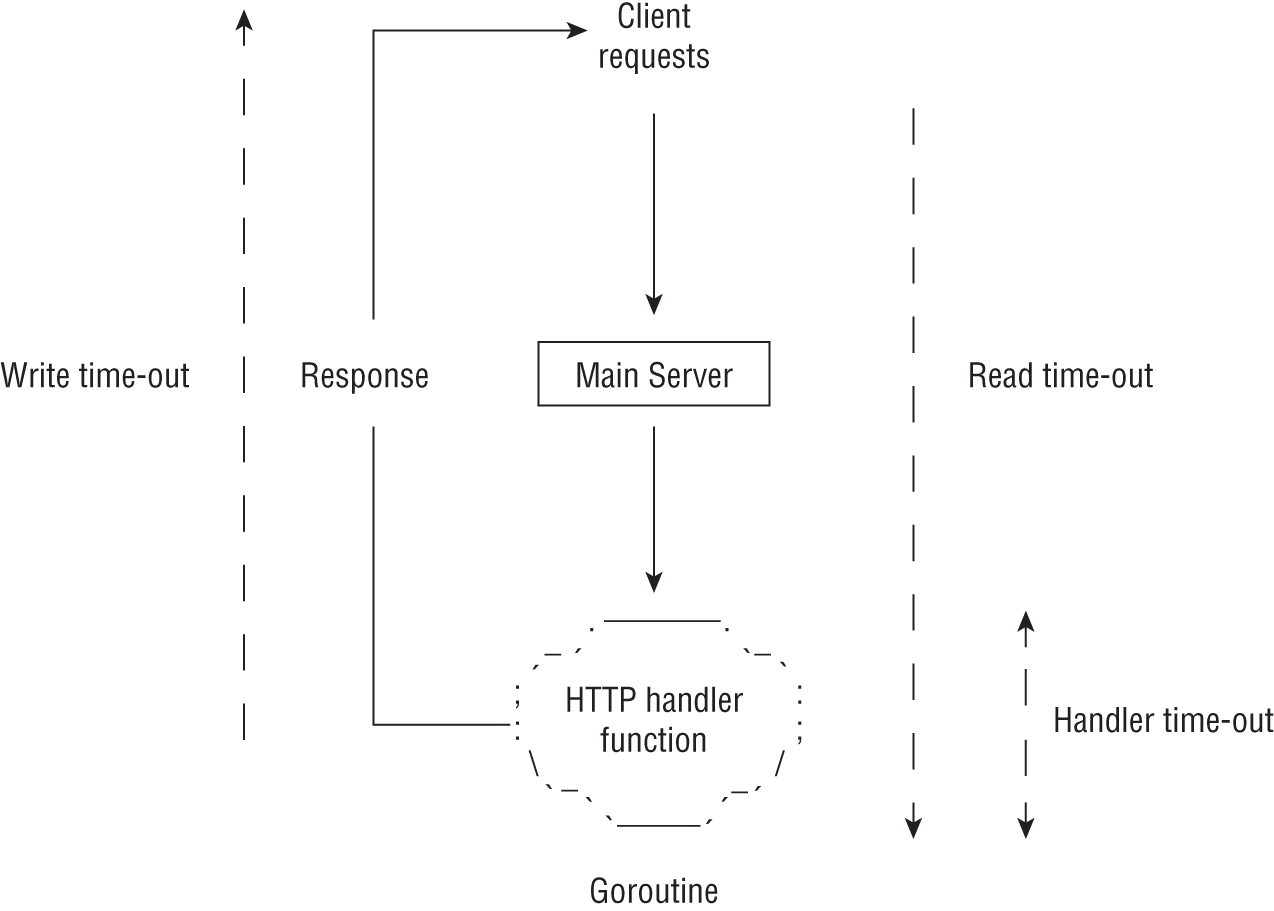 Client
requests
Write time-out
Response
Main Server
Read time-out
HTTP handler
function
Handler time-out
Goroutine